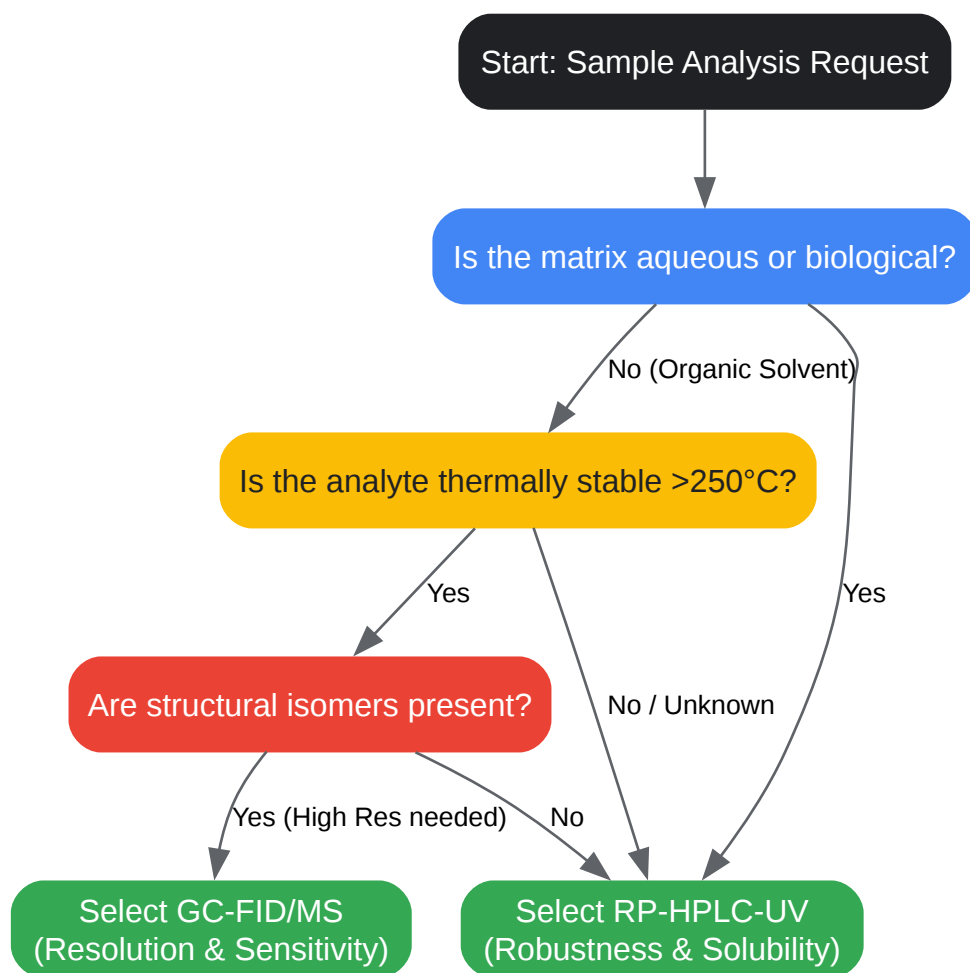 Start: Sample Analysis Request
Is the matrix aqueous or biological?
No (Organic Solvent)
Is the analyte thermally stable >250°C?
Yes
Yes
Are structural isomers present?
No / Unknown
Yes (High Res needed)
No
Select GC-FID/MS
(Resolution & Sensitivity)
Select RP-HPLC-UV
(Robustness & Solubility)